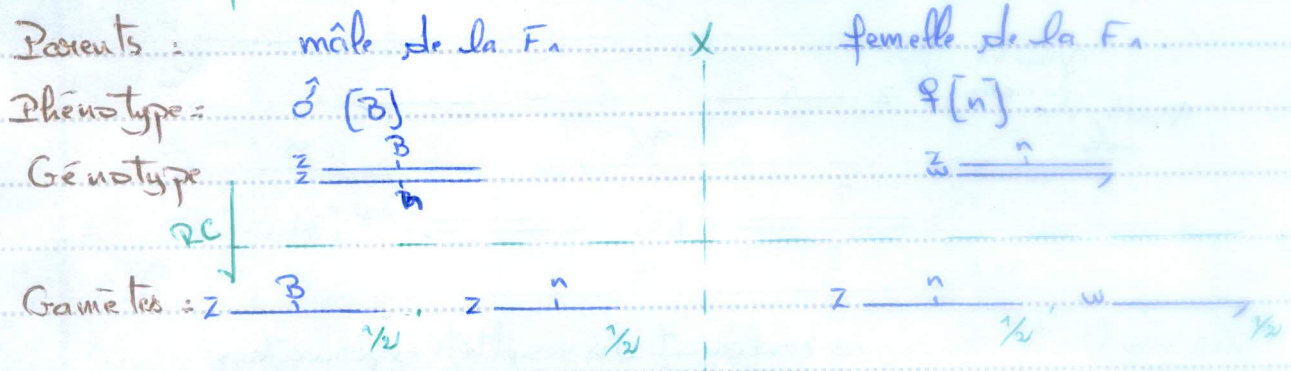 Parents : mâle de la F1 X femelle de la F1
Phénotype : ♂ [B] ♀ [n]
B n
Génotype Z Z Z W
n
RC
B n n
Gamètes : Z 1/2 , Z 1/2 Z 1/2 , W 1/2